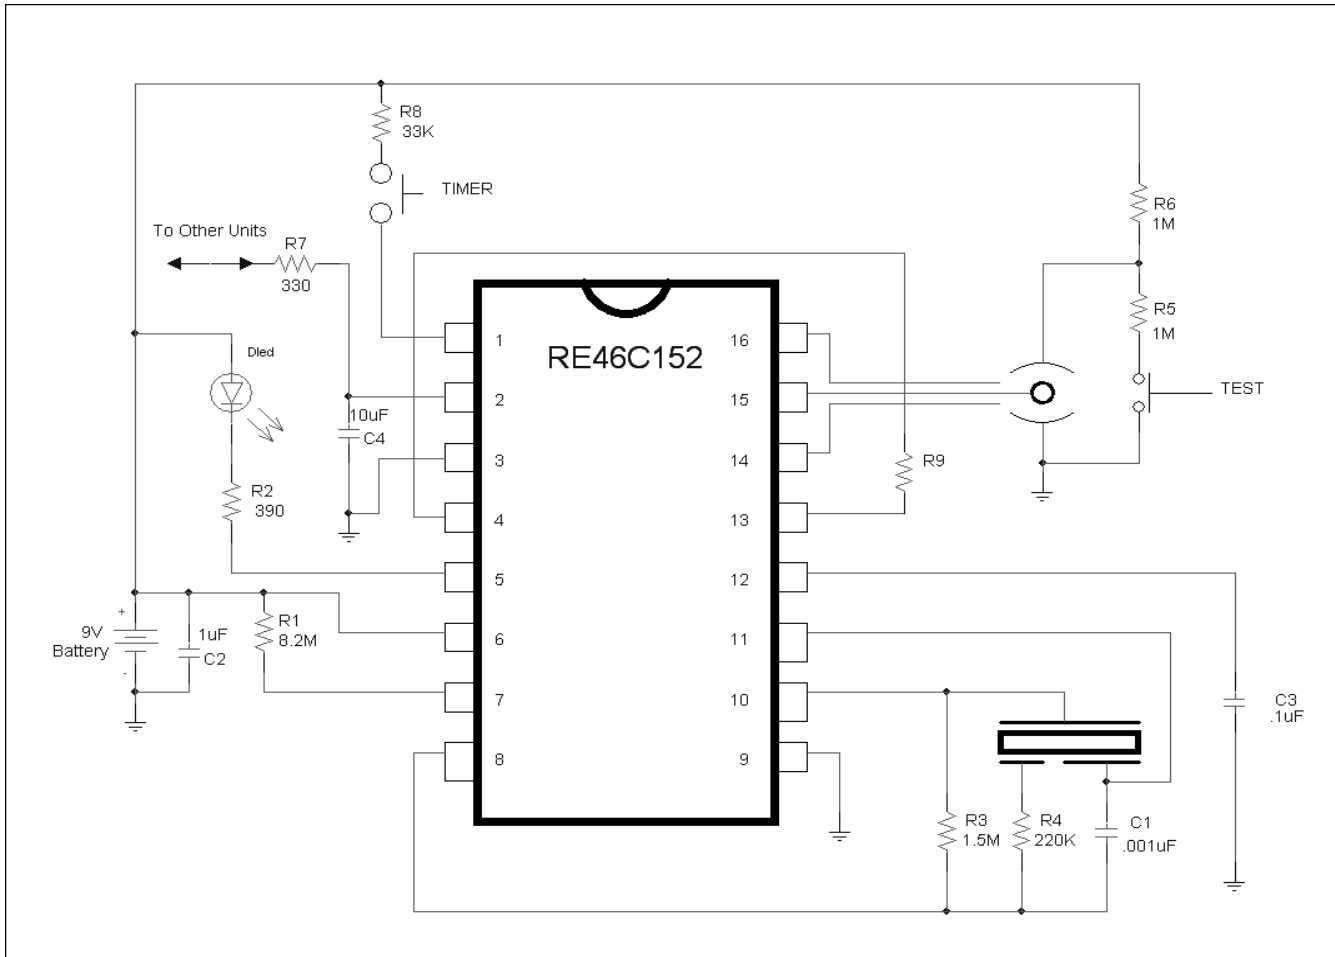 R8
33K
TIMER
To Other Units
R7
330
R6
1M
R5
1M
TEST
Dled
RE46C152
1
2
3
4
5
6
7
8
16
15
14
13
12
11
10
9
10uF
C4
R9
R2
390
+
9V
Battery
-
1uF
C2
R1
8.2M
C3
.1uF
R3
1.5M
R4
220K
C1
.001uF